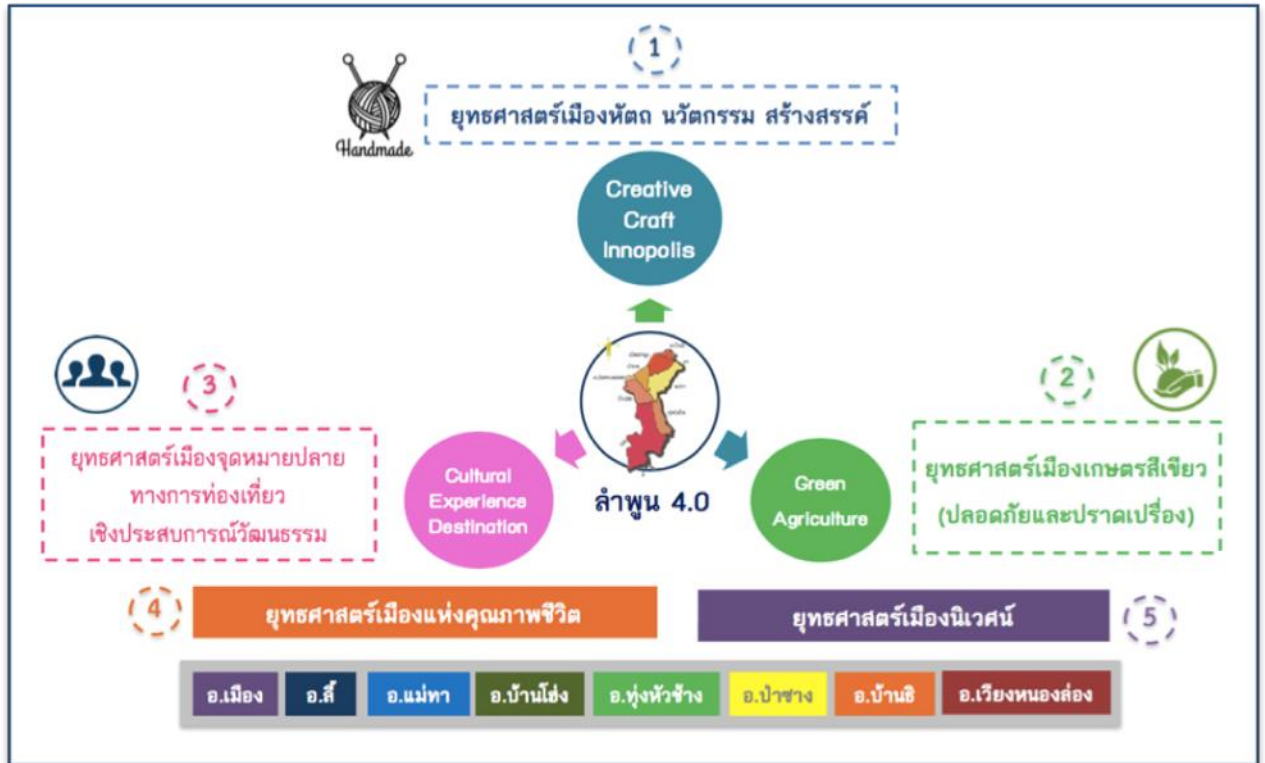 1
ยุทธศาสตร์เมืองหัตถ นวัตกรรม สร้างสรรค์
Handmade
Creative
Craft
Innopolis
3
ยุทธศาสตร์เมืองจุดหมายปลาย
ทางการท่องเที่ยว
เชิงประสบการณ์วัฒนธรรม
Cultural
Experience
Destination
ลำพูน 4.0
Green
Agriculture
2
ยุทธศาสตร์เมืองเกษตรสีเขียว
(ปลอดภัยและปราดเปรื่อง)
4
ยุทธศาสตร์เมืองแห่งคุณภาพชีวิต
ยุทธศาสตร์เมืองนิเวศน์
5
อ.เมือง อ.ลี้ อ.แม่ทา อ.บ้านโฮ่ง อ.ทุ่งหัวช้าง อ.ป่าซาง อ.บ้านธิ อ.เวียงหนองล่อง